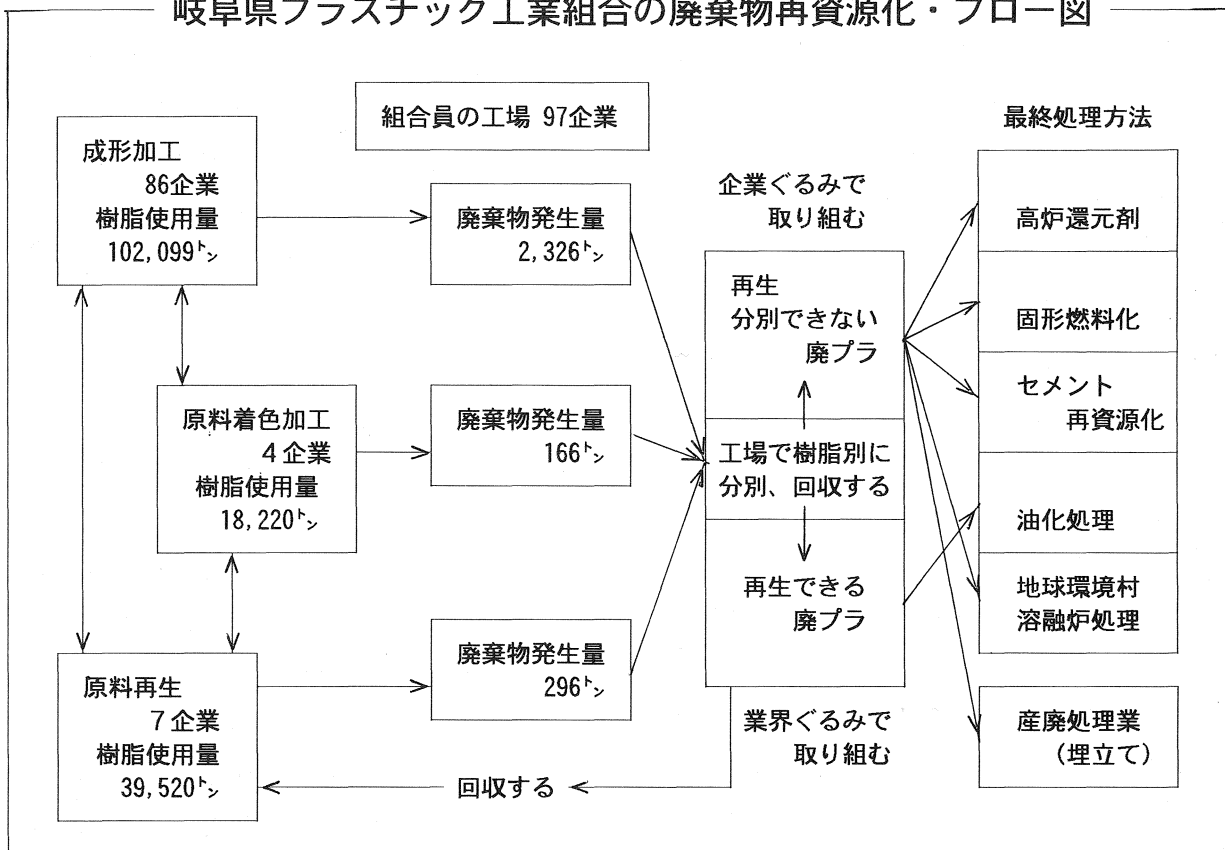 岐阜県プラスチック工業組合の廃棄物再資源化・フロー図
組合員の工場 97企業
成形加工
86企業
樹脂使用量
102,099トン
廃棄物発生量
2,326トン
原料着色加工
4企業
樹脂使用量
18,220トン
廃棄物発生量
166トン
原料再生
7企業
樹脂使用量
39,520トン
廃棄物発生量
296トン
企業ぐるみで
取り組む
再生
分別できない
廃プラ
工場で樹脂別に
分別、回収する
再生できる
廃プラ
業界ぐるみで
取り組む
回収する
最終処理方法
高炉還元剤
固形燃料化
セメント
再資源化
油化処理
地球環境村
溶融炉処理
産廃処理業
(埋立て)